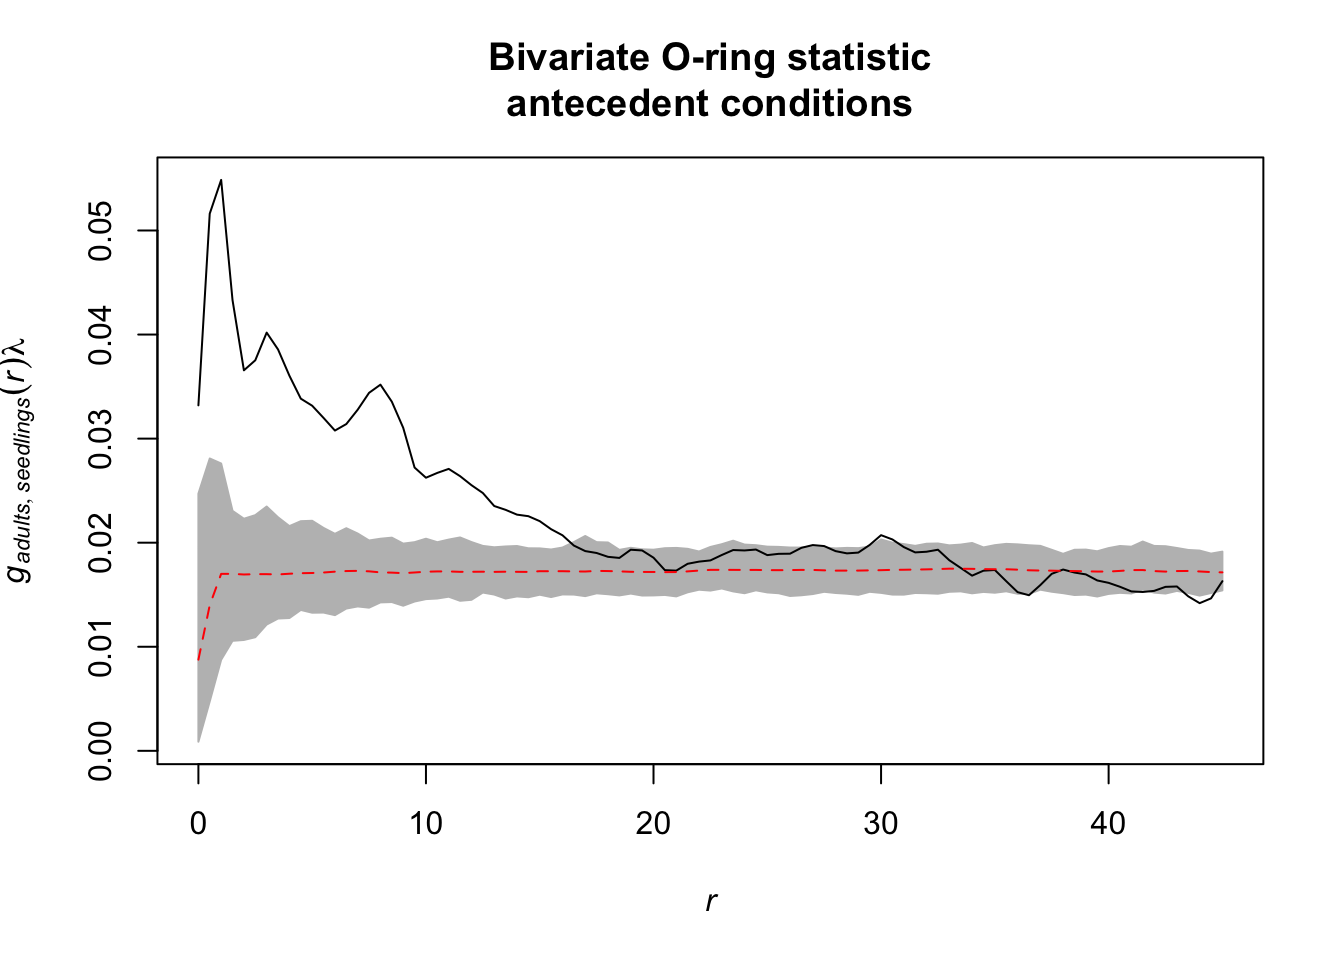 Bivariate O-ring statistic
antecedent conditions
g adults, seedlings(r)λ
0.05
0.04
0.03
0.02
0.01
0.00
0 10 20 30 40
r